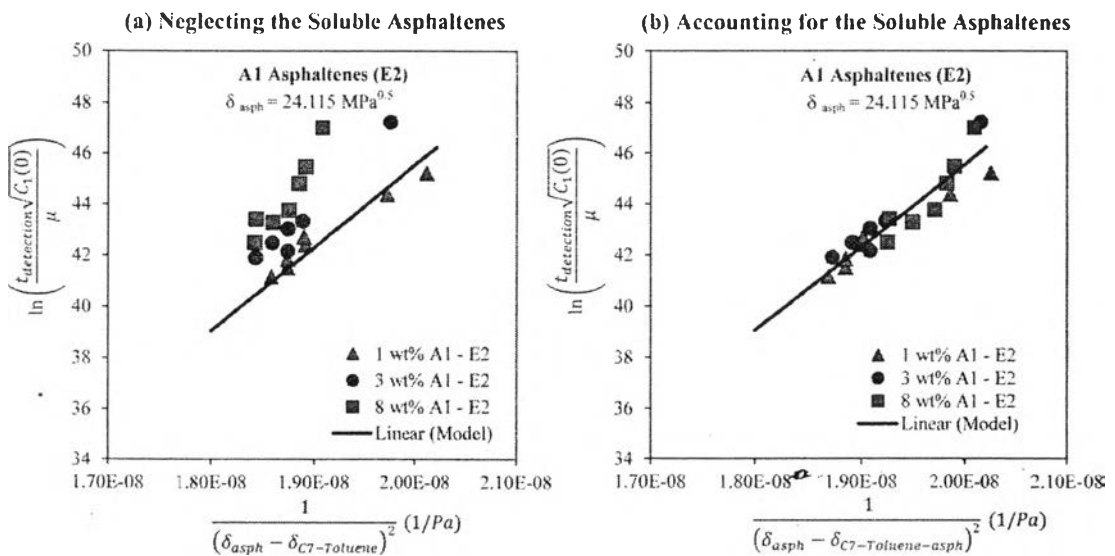 (a) Neglecting the Soluble Asphaltenes
50
48
46
44
42
40
38
36
34
ln(t_detection√C₁(0)/μ)
A1 Asphaltenes (E2)
δ asph = 24.115 MPa^0.5
1 wt% A1 - E2
3 wt% A1 - E2
8 wt% A1 - E2
Linear (Model)
1.70E-08 1.80E-08 1.90E-08 2.00E-08 2.10E-08
1/(δ_asph − δ_C7−Toluene)² (1/Pa)
(b) Accounting for the Soluble Asphaltenes
50
48
46
44
42
40
38
36
34
ln(t_detection√C₁(0)/μ)
A1 Asphaltenes (E2)
δ asph = 24.115 MPa^0.5
1 wt% A1 - E2
3 wt% A1 - E2
8 wt% A1 - E2
Linear (Model)
1.70E-08 1.80E-08 1.90E-08 2.00E-08 2.10E-08
1/(δ_asph − δ_C7−Toluene−asph)² (1/Pa)